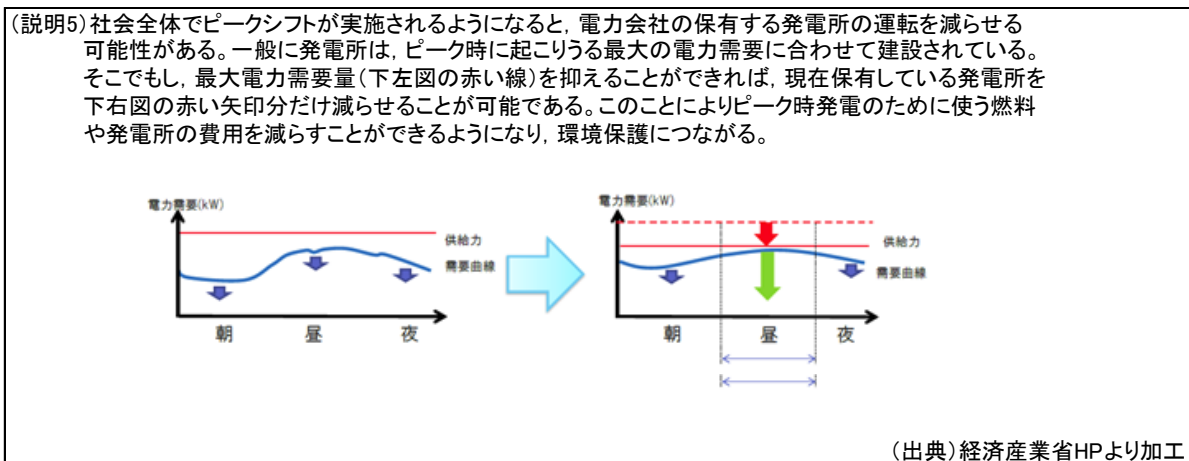 (説明5)社会全体でピークシフトが実施されるようになると, 電力会社の保有する発電所の運転を減らせる
可能性がある。一般に発電所は, ピーク時に起こりうる最大の電力需要に合わせて建設されている。
そこでもし, 最大電力需要量(下左図の赤い線)を抑えることができれば, 現在保有している発電所を
下右図の赤い矢印分だけ減らせることが可能である。このことによりピーク時発電のために使う燃料
や発電所の費用を減らすことができるようになり, 環境保護につながる。
電力需要(kW)
供給力
需要曲線
朝 昼 夜
電力需要(kW)
供給力
需要曲線
朝 昼 夜
(出典)経済産業省HPより加工